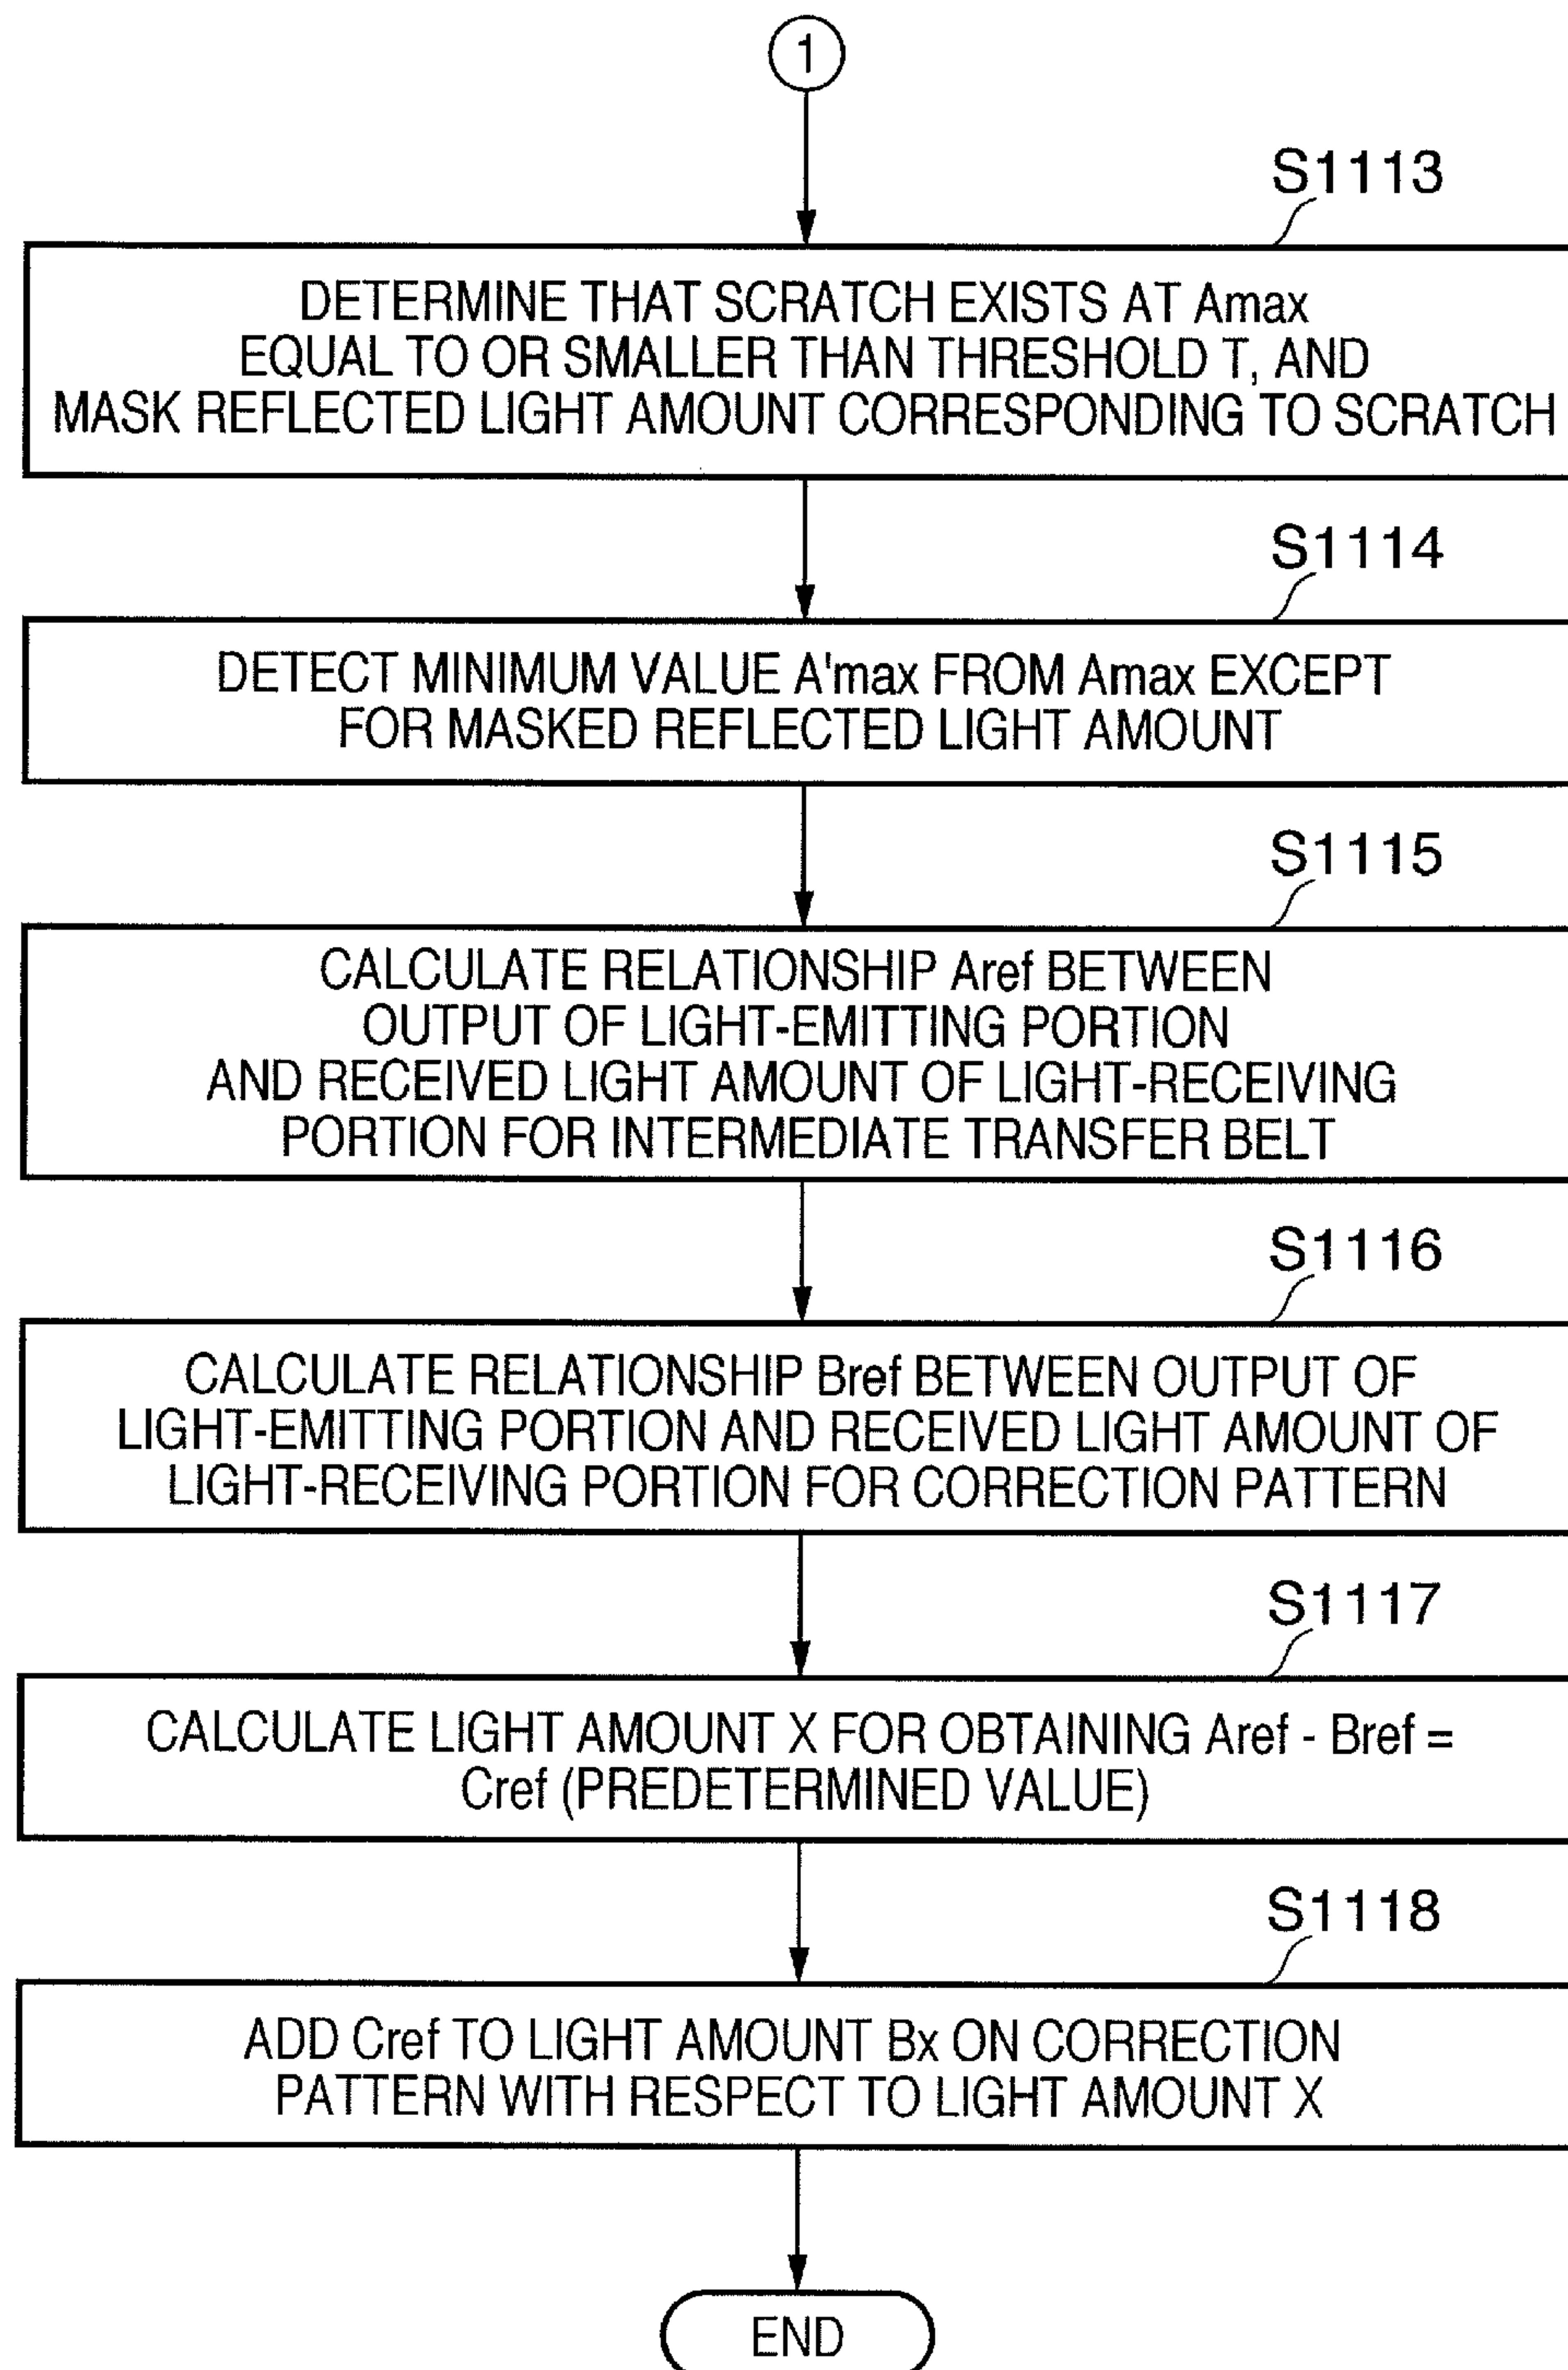 1
S1113
DETERMINE THAT SCRATCH EXISTS AT Amax
EQUAL TO OR SMALLER THAN THRESHOLD T, AND
MASK REFLECTED LIGHT AMOUNT CORRESPONDING TO SCRATCH
S1114
DETECT MINIMUM VALUE A'max FROM Amax EXCEPT
FOR MASKED REFLECTED LIGHT AMOUNT
S1115
CALCULATE RELATIONSHIP Aref BETWEEN
OUTPUT OF LIGHT-EMITTING PORTION
AND RECEIVED LIGHT AMOUNT OF LIGHT-RECEIVING
PORTION FOR INTERMEDIATE TRANSFER BELT
S1116
CALCULATE RELATIONSHIP Bref BETWEEN OUTPUT OF
LIGHT-EMITTING PORTION AND RECEIVED LIGHT AMOUNT OF
LIGHT-RECEIVING PORTION FOR CORRECTION PATTERN
S1117
CALCULATE LIGHT AMOUNT X FOR OBTAINING Aref - Bref =
Cref (PREDETERMINED VALUE)
S1118
ADD Cref TO LIGHT AMOUNT Bx ON CORRECTION
PATTERN WITH RESPECT TO LIGHT AMOUNT X
END